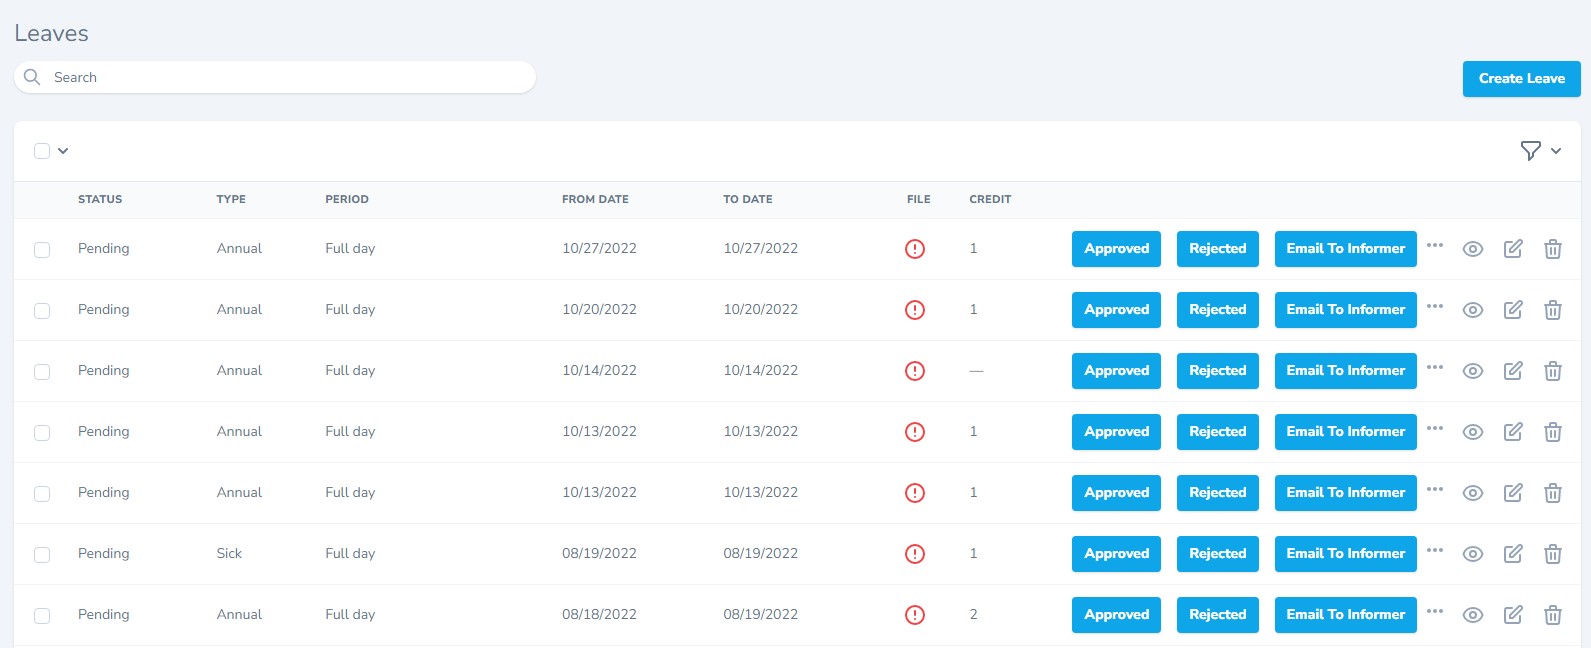 Leaves
Search
Create Leave
STATUS TYPE PERIOD FROM DATE TO DATE FILE CREDIT
Pending Annual Full day 10/27/2022 10/27/2022 1 Approved Rejected Email To Informer
Pending Annual Full day 10/20/2022 10/20/2022 1 Approved Rejected Email To Informer
Pending Annual Full day 10/14/2022 10/14/2022 — Approved Rejected Email To Informer
Pending Annual Full day 10/13/2022 10/13/2022 1 Approved Rejected Email To Informer
Pending Annual Full day 10/13/2022 10/13/2022 1 Approved Rejected Email To Informer
Pending Sick Full day 08/19/2022 08/19/2022 1 Approved Rejected Email To Informer
Pending Annual Full day 08/18/2022 08/19/2022 2 Approved Rejected Email To Informer